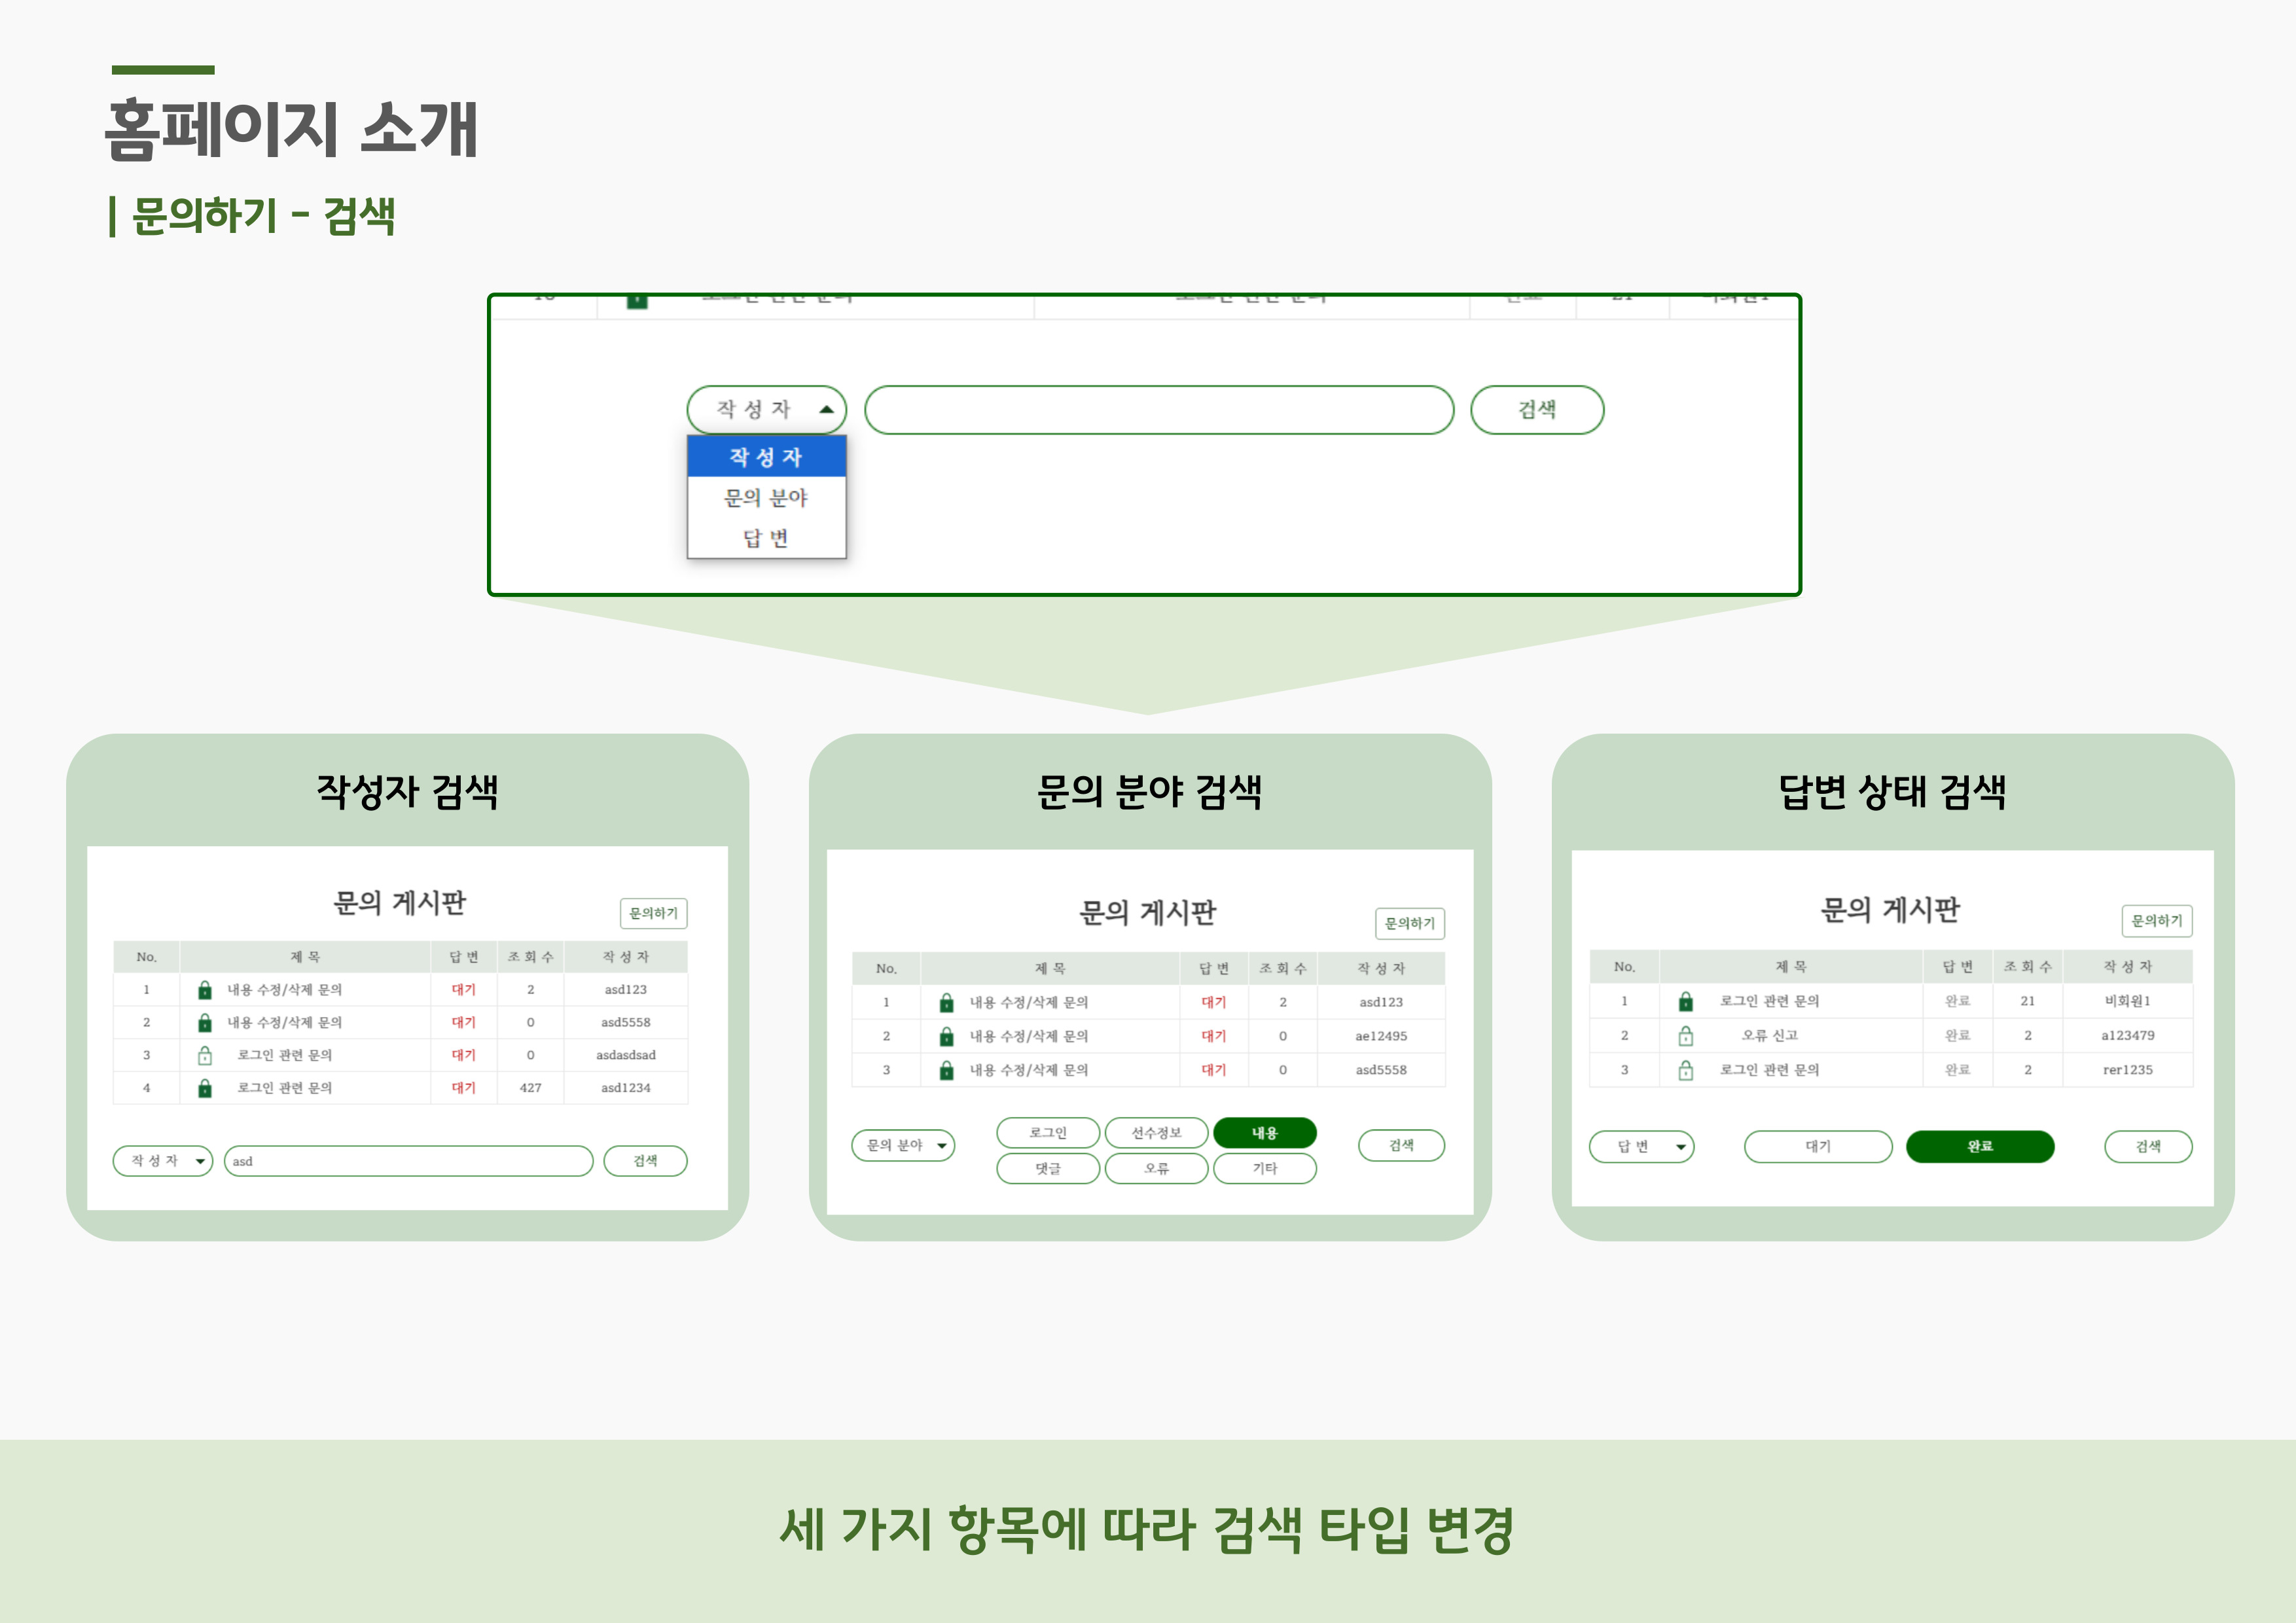 홈페이지 소개
| 문의하기 - 검색
작 성 자 검색
작 성 자
문의 분야
답 변
작성자 검색
문의 게시판
문의하기
No. 제 목 답 변 조 회 수 작 성 자
1 내용 수정/삭제 문의 대기 2 asd123
2 내용 수정/삭제 문의 대기 0 asd5558
3 로그인 관련 문의 대기 0 asdasdsad
4 로그인 관련 문의 대기 427 asd1234
작 성 자 asd 검색
문의 분야 검색
문의 게시판
문의하기
No. 제 목 답 변 조 회 수 작 성 자
1 내용 수정/삭제 문의 대기 2 asd123
2 내용 수정/삭제 문의 대기 0 ae12495
3 내용 수정/삭제 문의 대기 0 asd5558
문의 분야
로그인 선수정보 내용
댓글 오류 기타
검색
답변 상태 검색
문의 게시판
문의하기
No. 제 목 답 변 조 회 수 작 성 자
1 로그인 관련 문의 완료 21 비회원1
2 오류 신고 완료 2 a123479
3 로그인 관련 문의 완료 2 rer1235
답 변 대기 완료 검색
세 가지 항목에 따라 검색 타입 변경